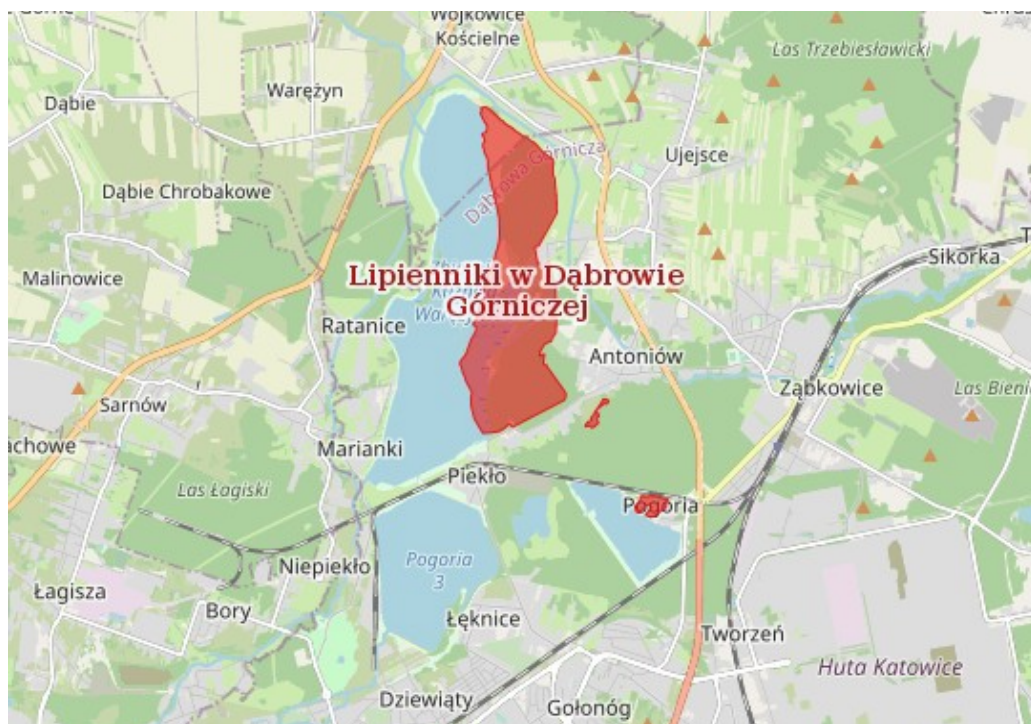 Wojkowice
Kościelne
Las Trzebiesławicki
Dąbie
Warężyn
Dąbrowa Górnicza
Ujejsce
Dąbie Chrobakowe
Sikorka
Malinowice
Lipienniki w Dąbrowie
Górniczej
Ratanice
Antoniów
Ząbkowice
Las Bieni
Sarnów
achowe
Marianki
Piekło
Las Łagiski
Pogoria
Pogoria
3
Niepiekło
Łagisza
Bory
Łęknice
Tworzeń
Huta Katowice
Dziewiąty
Gołonóg